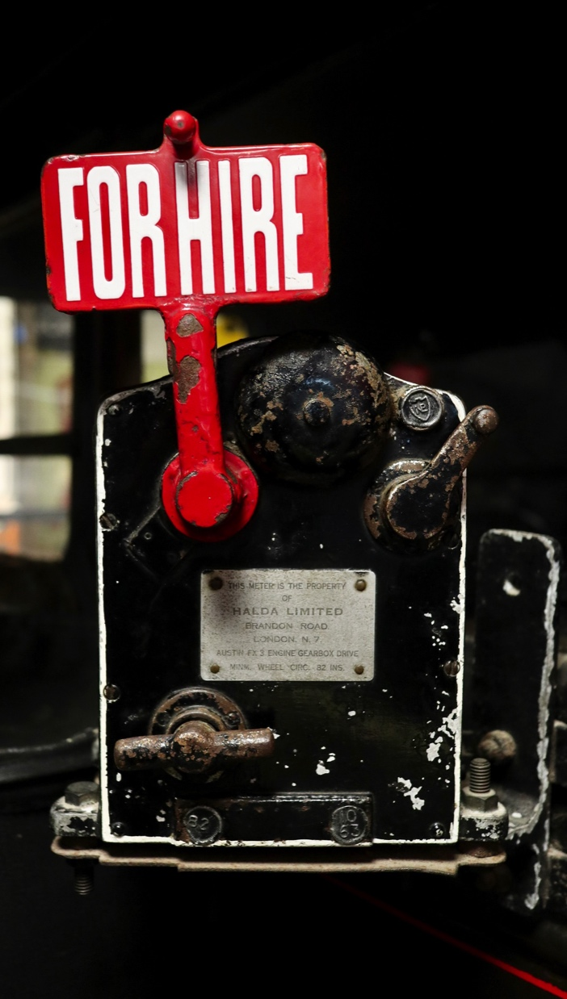 FOR HIRE
THIS METER IS THE PROPERTY
OF
HALDA LIMITED
BRANDON ROAD
LONDON. N. 7.
AUSTIN FX 3 ENGINE GEARBOX DRIVE
MINM. WHEEL CIRC. 82 INS.
82
10
63